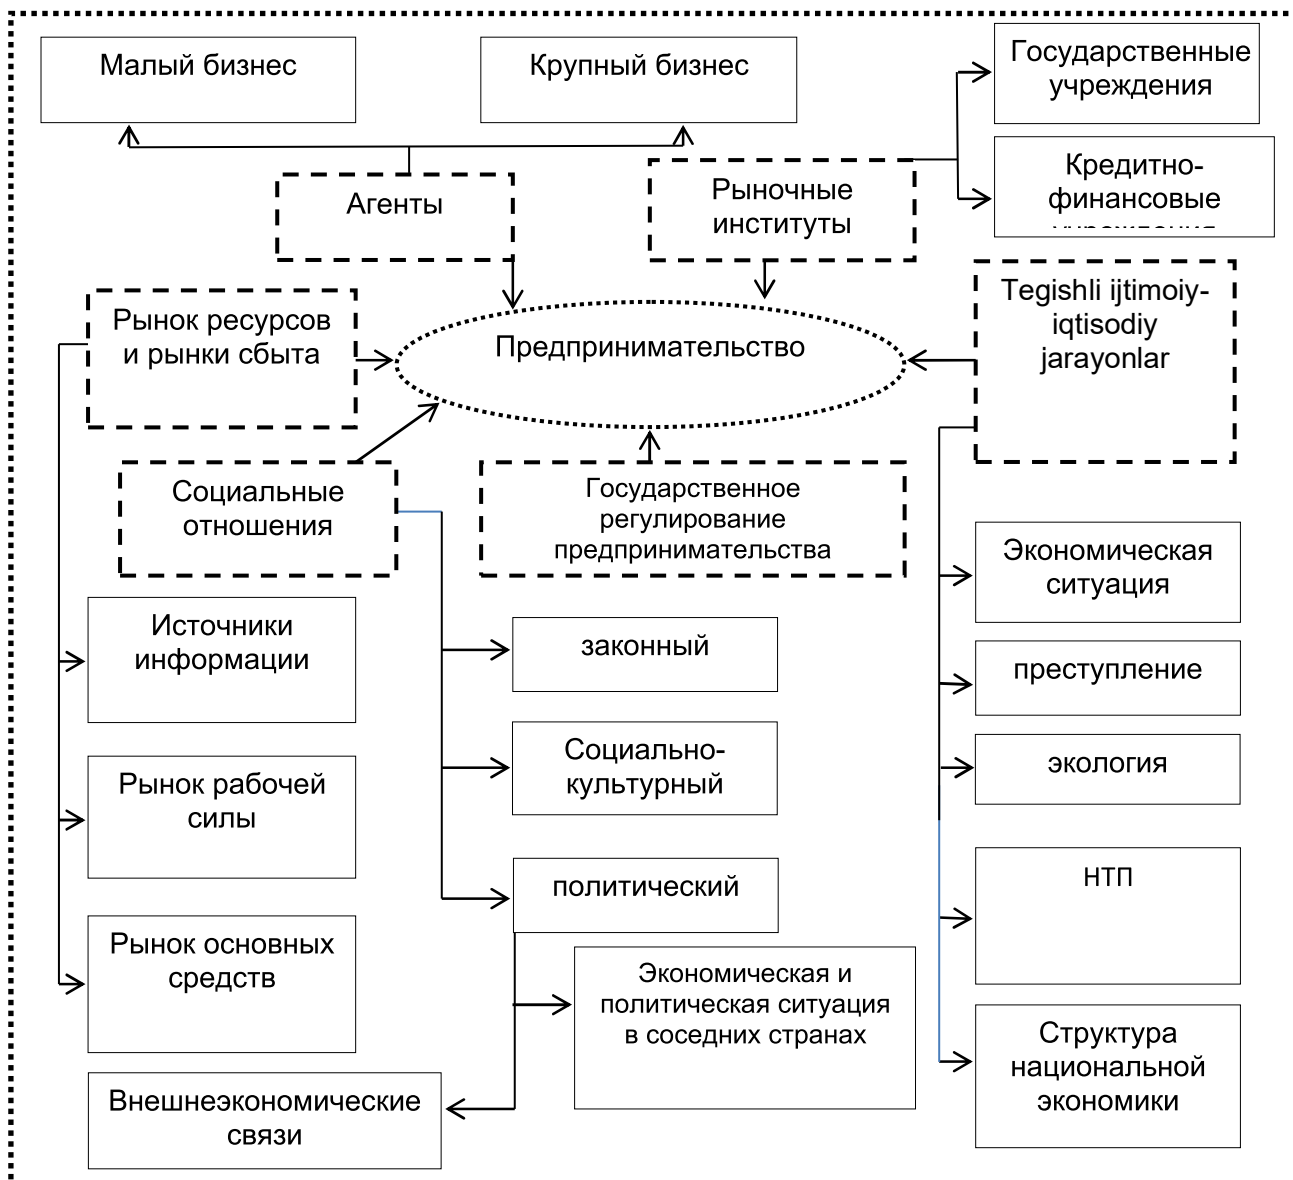 Малый бизнес
Крупный бизнес
Государственные
учреждения
Кредитно-
финансовые
Агенты
Рыночные
институты
Рынок ресурсов
и рынки сбыта
Предпринимательство
Tegishli ijtimoiy-
iqtisodiy
jarayonlar
Социальные
отношения
Государственное
регулирование
предпринимательства
Экономическая
ситуация
Источники
информации
законный
преступление
Социально-
культурный
экология
Рынок рабочей
силы
политический
НТП
Рынок основных
средств
Экономическая и
политическая ситуация
в соседних странах
Структура
национальной
экономики
Внешнеэкономические
связи